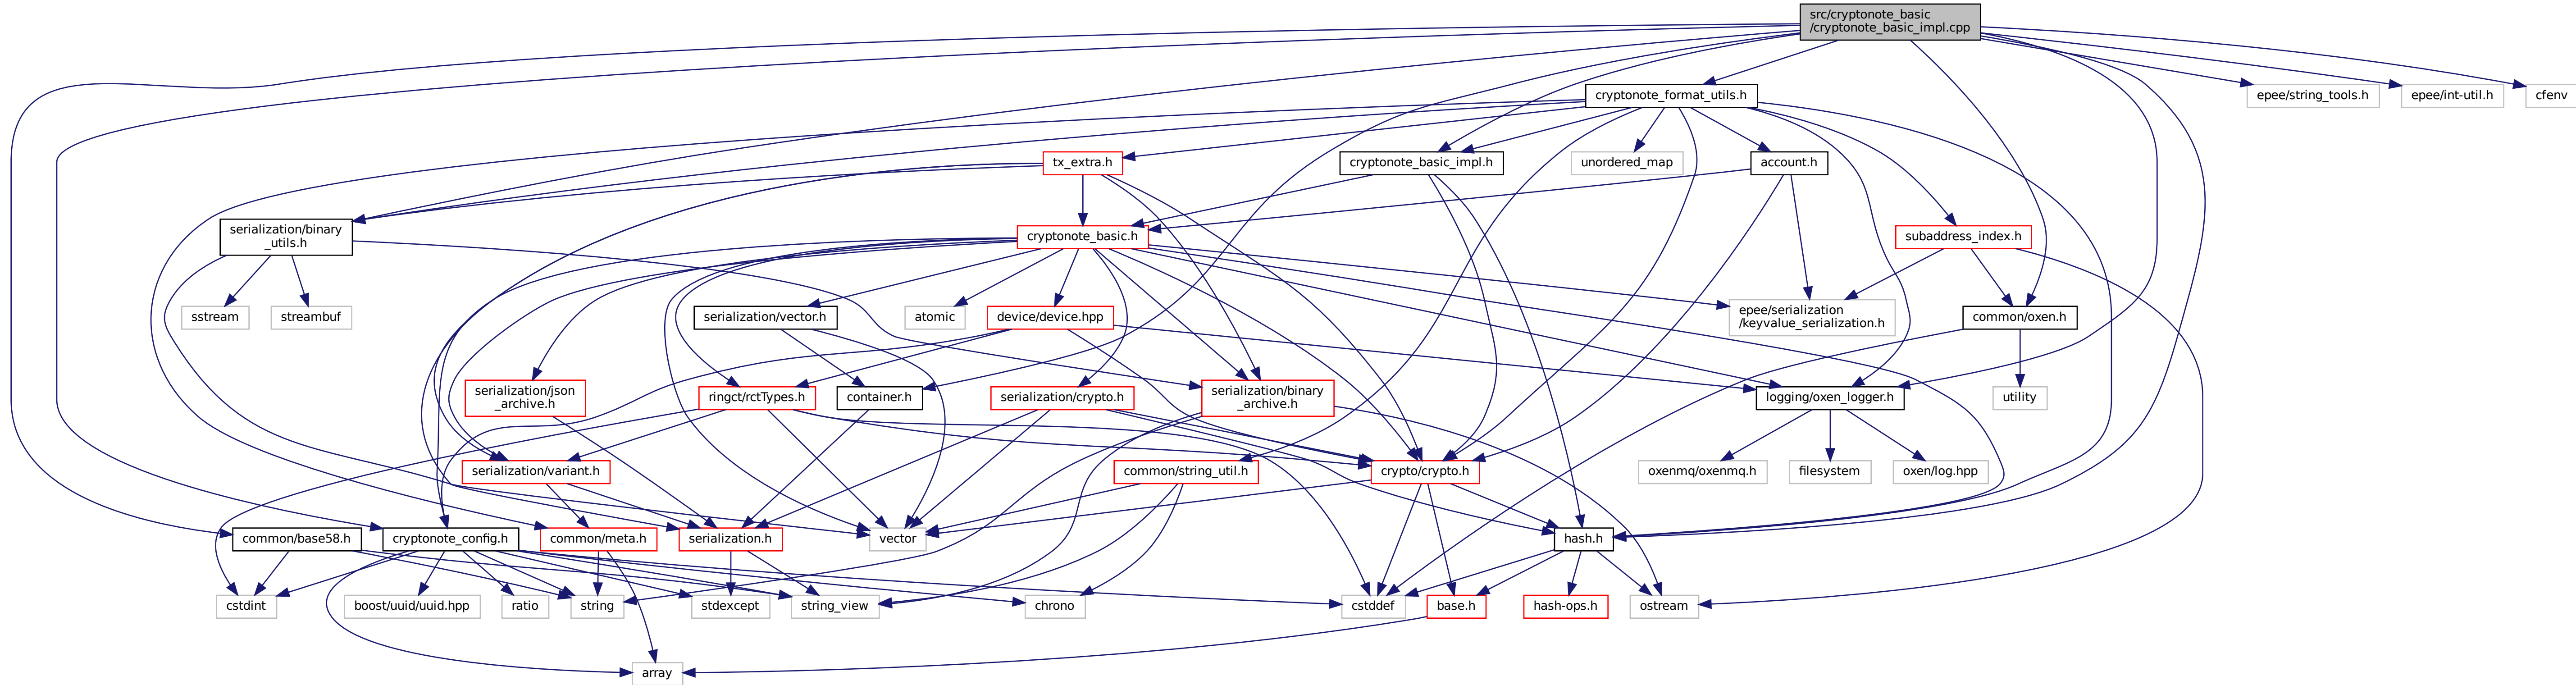 src/cryptonote_basic
/cryptonote_basic_impl.cpp
cryptonote_format_utils.h
epee/string_tools.h
epee/int-util.h
cfenv
tx_extra.h
cryptonote_basic_impl.h
unordered_map
account.h
serialization/binary
_utils.h
cryptonote_basic.h
subaddress_index.h
sstream
streambuf
serialization/vector.h
atomic
device/device.hpp
epee/serialization
/keyvalue_serialization.h
common/oxen.h
serialization/json
_archive.h
ringct/rctTypes.h
container.h
serialization/crypto.h
serialization/binary
_archive.h
logging/oxen_logger.h
utility
serialization/variant.h
common/string_util.h
crypto/crypto.h
oxenmq/oxenmq.h
filesystem
oxen/log.hpp
common/base58.h
cryptonote_config.h
common/meta.h
serialization.h
vector
hash.h
cstdint
boost/uuid/uuid.hpp
ratio
string
stdexcept
string_view
chrono
cstddef
base.h
hash-ops.h
ostream
array